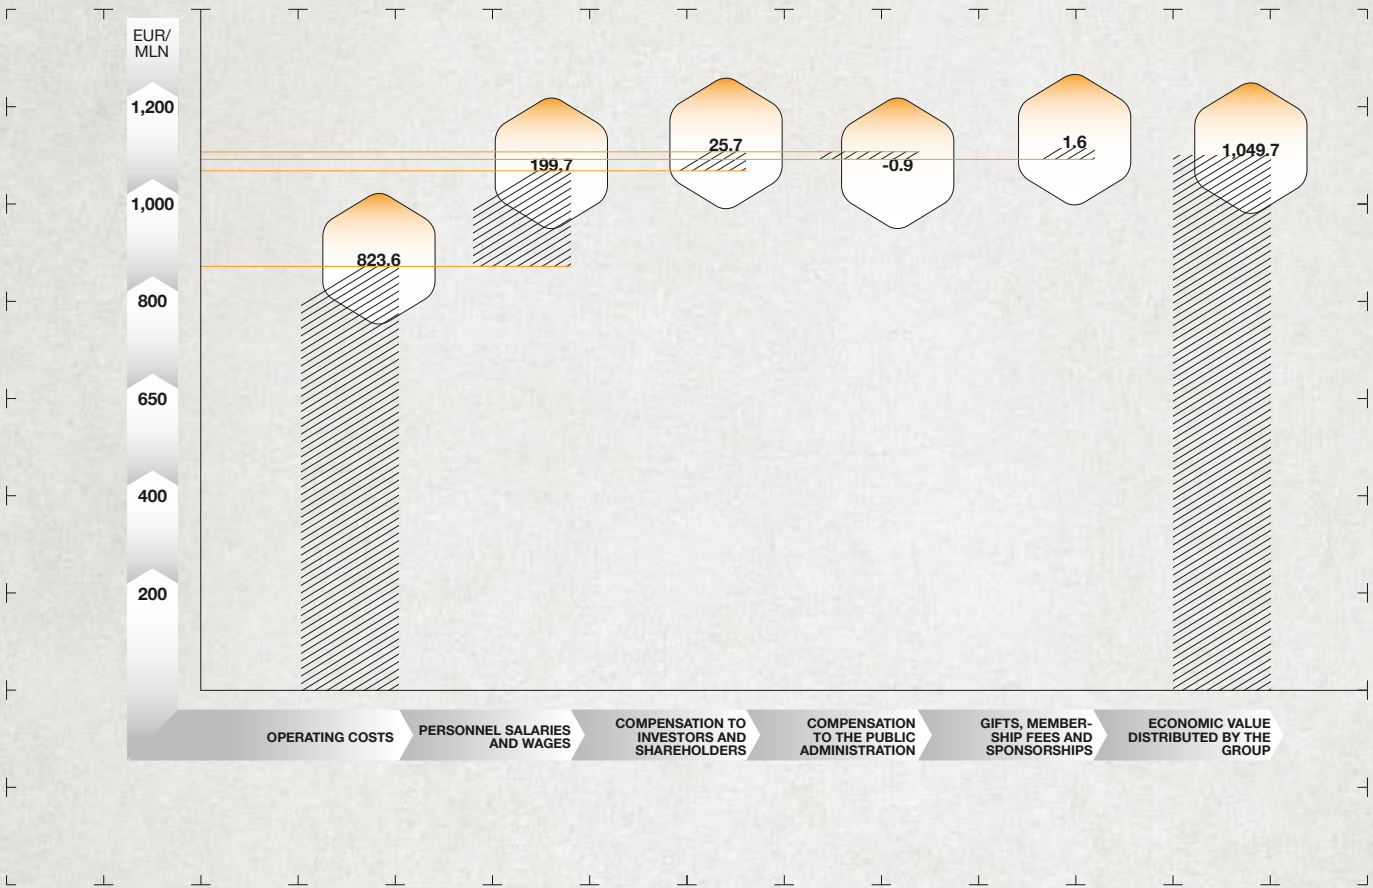 EUR/
MLN
1,200
1,000
800
650
400
200
823.6
199.7
25.7
-0.9
1.6
1,049.7
OPERATING COSTS
PERSONNEL SALARIES
AND WAGES
COMPENSATION TO
INVESTORS AND
SHAREHOLDERS
COMPENSATION
TO THE PUBLIC
ADMINISTRATION
GIFTS, MEMBER-
SHIP FEES AND
SPONSORSHIPS
ECONOMIC VALUE
DISTRIBUTED BY THE
GROUP